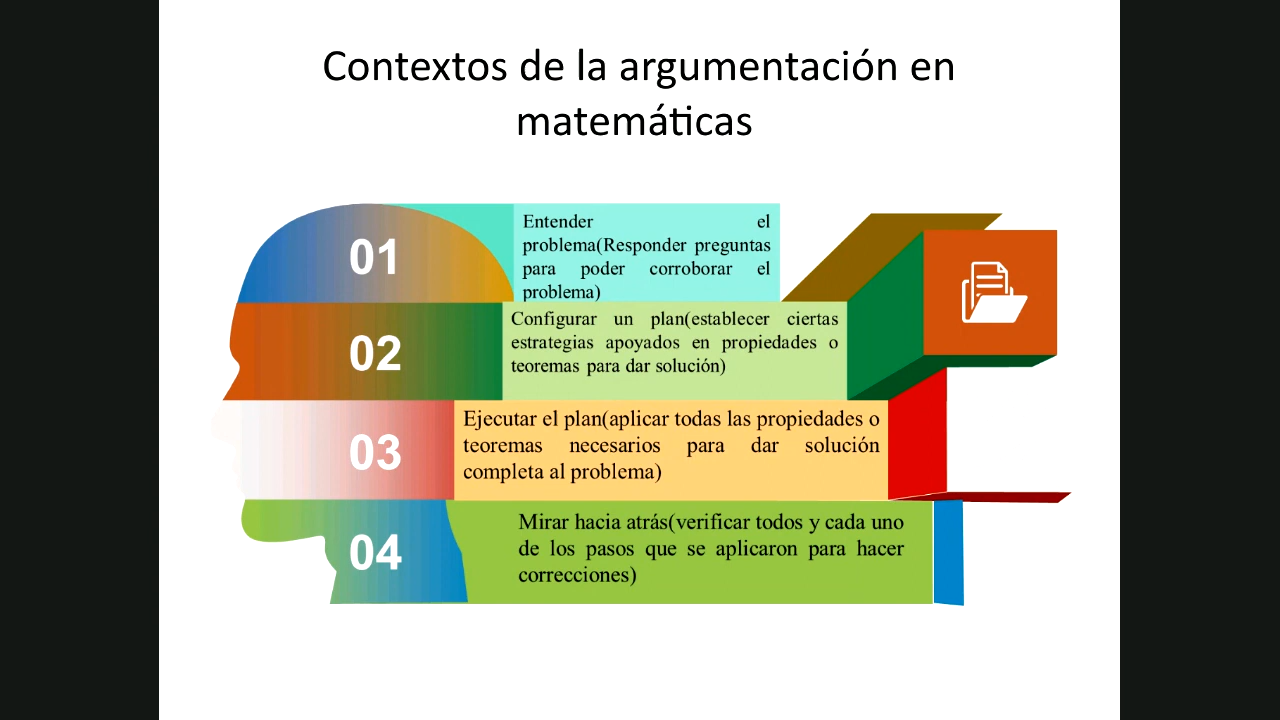 Contextos de la argumentación en
matemáticas
01
Entender el
problema(Responder preguntas
para poder corroborar el
problema)
02
Configurar un plan(establecer ciertas
estrategias apoyados en propiedades o
teoremas para dar solución)
03
Ejecutar el plan(aplicar todas las propiedades o
teoremas necesarios para dar solución
completa al problema)
04
Mirar hacia atrás(verificar todos y cada uno
de los pasos que se aplicaron para hacer
correcciones)